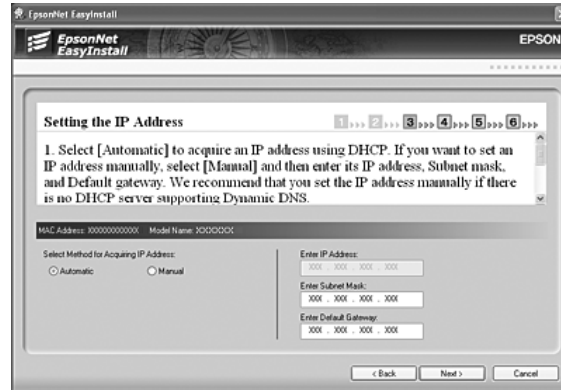 EpsonNet EasyInstall
EpsonNet
EasyInstall
EPSON
Setting the IP Address
1 2 3 4 5 6
1. Select [Automatic] to acquire an IP address using DHCP. If you want to set an
IP address manually, select [Manual] and then enter its IP address, Subnet mask,
and Default gateway. We recommend that you set the IP address manually if there
is no DHCP server supporting Dynamic DNS.
MAC Address: XXXXXXXXXXXX Model Name: XXXXXXX
Select Method for Acquiring IP Address:
Automatic Manual
Enter IP Address:
XXX . XXX . XXX . XXX
Enter Subnet Mask:
XXX . XXX . XXX . XXX
Enter Default Gateway:
XXX . XXX . XXX . XXX
< Back Next > Cancel